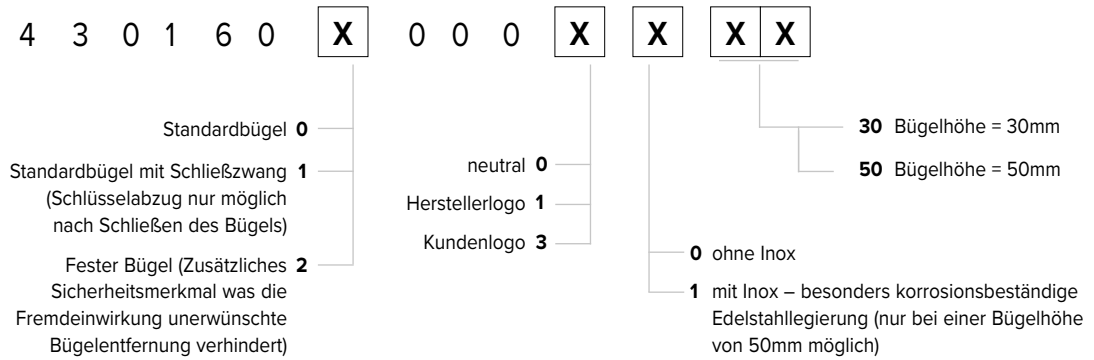 4 3 0 1 6 0 X 0 0 0 X X X X
Standardbügel 0
Standardbügel mit Schließzwang 1
(Schlüsselabzug nur möglich
nach Schließen des Bügels)
Fester Bügel (Zusätzliches 2
Sicherheitsmerkmal was die
Fremdeinwirkung unerwünschte
Bügelentfernung verhindert)
neutral 0
Herstellerlogo 1
Kundenlogo 3
0 ohne Inox
1 mit Inox – besonders korrosionsbeständige
Edelstahllegierung (nur bei einer Bügelhöhe
von 50mm möglich)
30 Bügelhöhe = 30mm
50 Bügelhöhe = 50mm